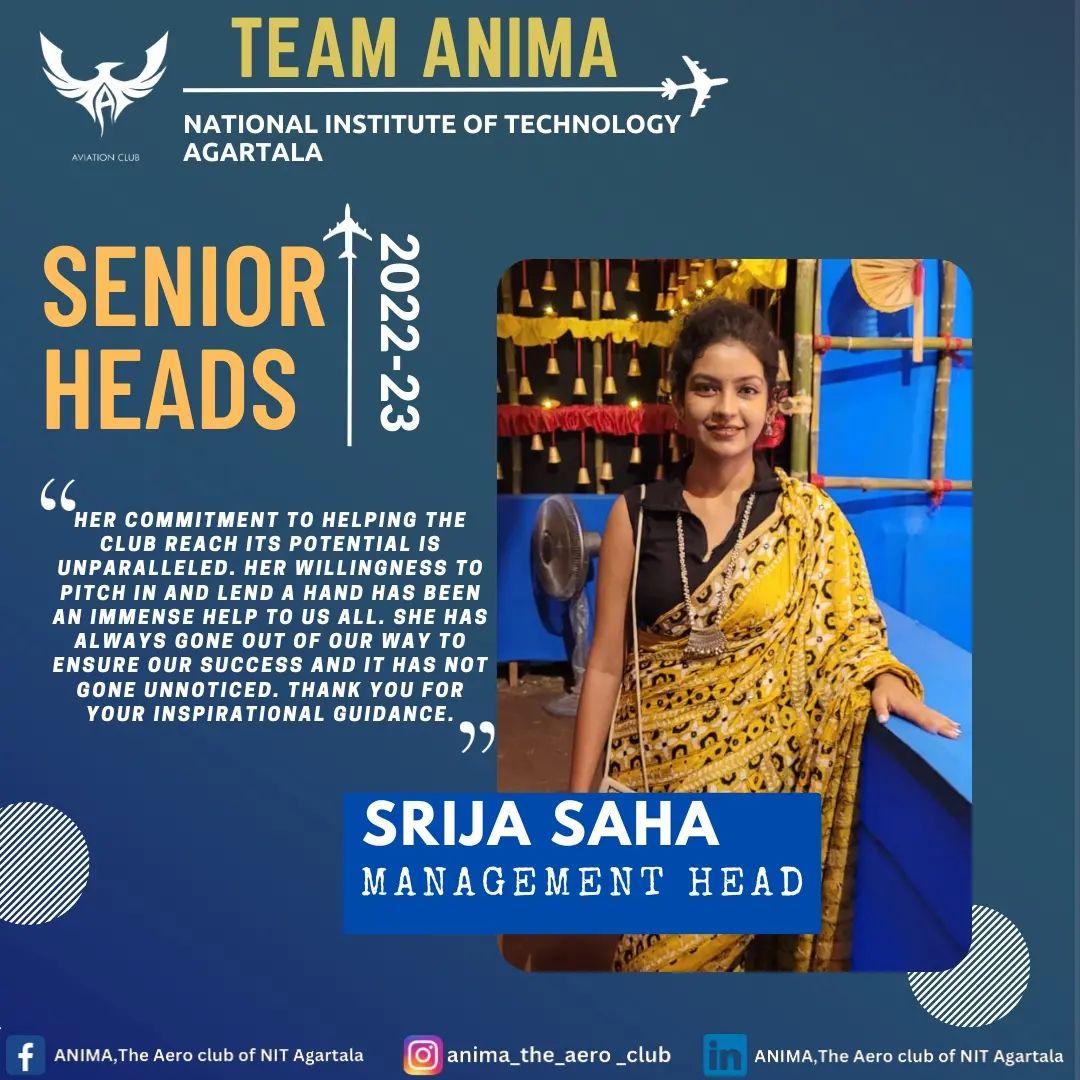 TEAM ANIMA
NATIONAL INSTITUTE OF TECHNOLOGY
AGARTALA
AVIATION CLUB
SENIOR
HEADS
2022-23
“HER COMMITMENT TO HELPING THE
CLUB REACH ITS POTENTIAL IS
UNPARALLELED. HER WILLINGNESS TO
PITCH IN AND LEND A HAND HAS BEEN
AN IMMENSE HELP TO US ALL. SHE HAS
ALWAYS GONE OUT OF OUR WAY TO
ENSURE OUR SUCCESS AND IT HAS NOT
GONE UNNOTICED. THANK YOU FOR
YOUR INSPIRATIONAL GUIDANCE.”
SRIJA SAHA
MANAGEMENT HEAD
ANIMA,The Aero club of NIT Agartala
anima_the_aero _club
ANIMA,The Aero club of NIT Agartala